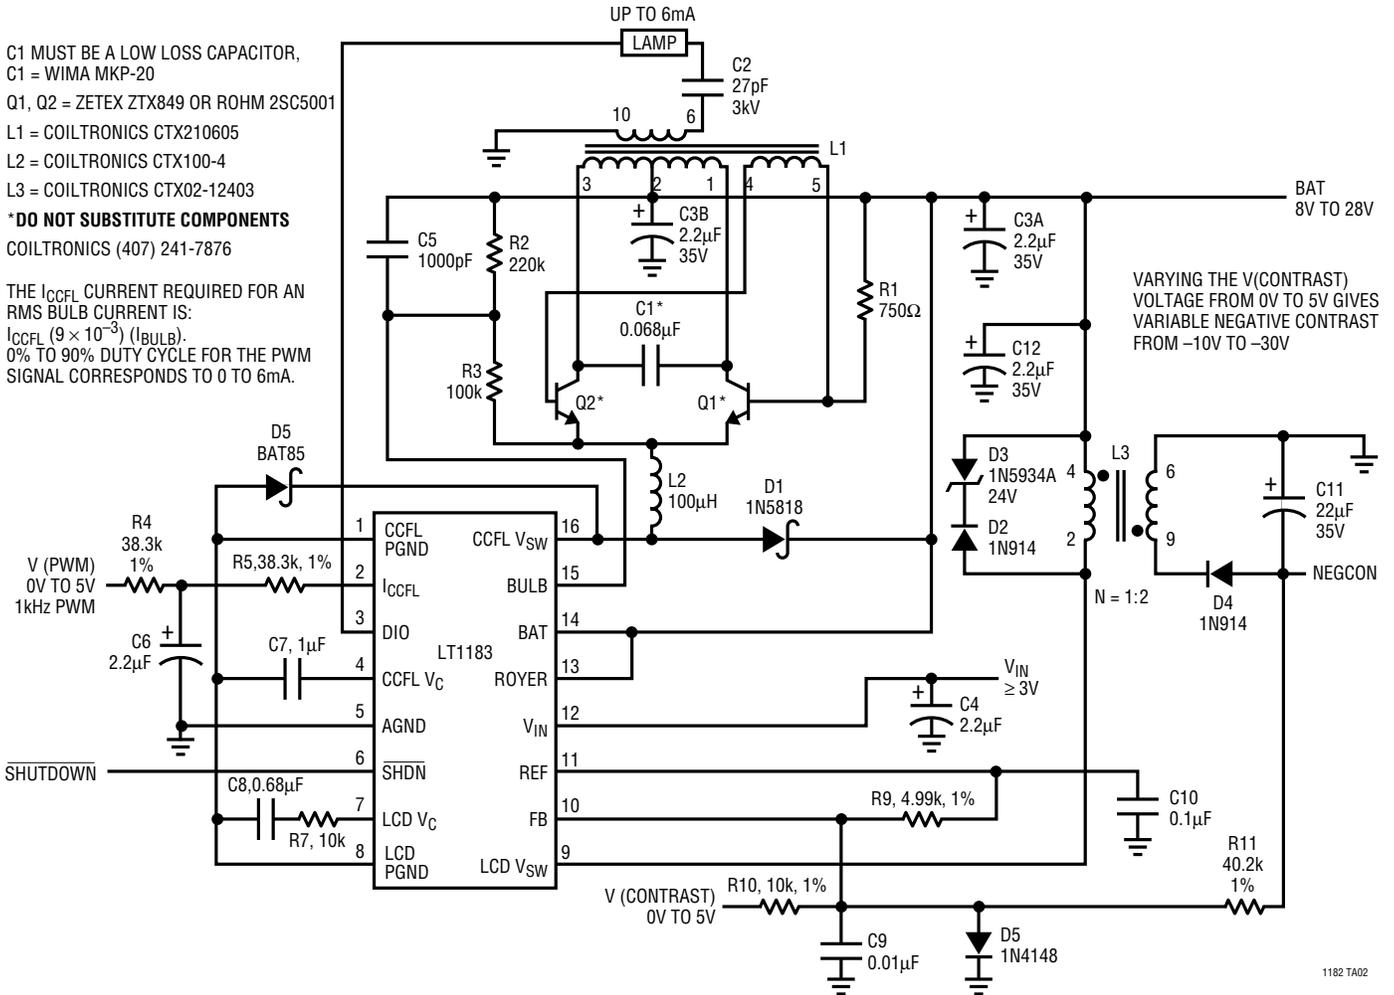 UP TO 6mA
LAMP
C1 MUST BE A LOW LOSS CAPACITOR,
C1 = WIMA MKP-20
Q1, Q2 = ZETEX ZTX849 OR ROHM 2SC5001
L1 = COILTRONICS CTX210605
L2 = COILTRONICS CTX100-4
L3 = COILTRONICS CTX02-12403
*DO NOT SUBSTITUTE COMPONENTS
COILTRONICS (407) 241-7876
THE ICCFL CURRENT REQUIRED FOR AN
RMS BULB CURRENT IS:
ICCFL (9 × 10–3) (IBULB).
0% TO 90% DUTY CYCLE FOR THE PWM
SIGNAL CORRESPONDS TO 0 TO 6mA.
C2
27pF
3kV
10
6
L1
3
2
1
4
5
BAT
8V TO 28V
+
C3B
2.2µF
35V
+
C3A
2.2µF
35V
C5
1000pF
R2
220k
R1
750Ω
C1*
0.068µF
VARYING THE V(CONTRAST)
VOLTAGE FROM 0V TO 5V GIVES
VARIABLE NEGATIVE CONTRAST
FROM –10V TO –30V
+
C12
2.2µF
35V
R3
100k
Q2*
Q1*
D5
BAT85
L2
100µH
D1
1N5818
D3
1N5934A
24V
D2
1N914
L3
4
2
6
9
N = 1:2
+
C11
22µF
35V
NEGCON
D4
1N914
R4
38.3k
1%
V (PWM)
0V TO 5V
1kHz PWM
R5,38.3k, 1%
+
C6
2.2µF
C7, 1µF
SHUTDOWN
C8,0.68µF
R7, 10k
1
CCFL
PGND
2
ICCFL
3
DIO
4
CCFL VC
5
AGND
6
SHDN
7
LCD VC
8
LCD
PGND
LT1183
16
CCFL VSW
15
BULB
14
BAT
13
ROYER
12
VIN
11
REF
10
FB
9
LCD VSW
VIN
≥ 3V
+
C4
2.2µF
R9, 4.99k, 1%
C10
0.1µF
R11
40.2k
1%
V (CONTRAST)
0V TO 5V
R10, 10k, 1%
C9
0.01µF
D5
1N4148
1182 TA02